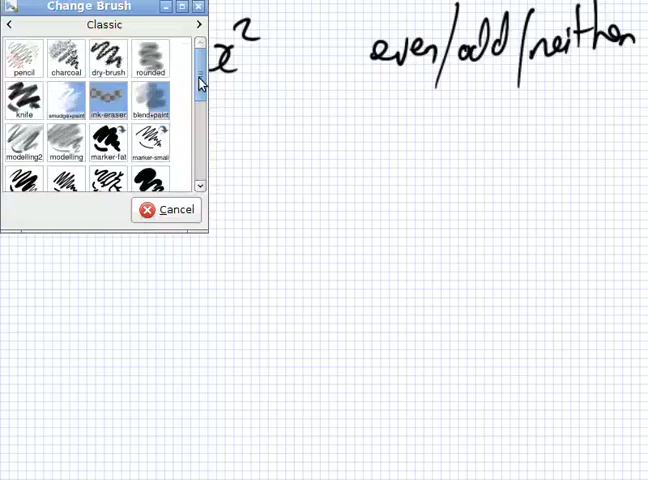 Change Brush
Classic
x²
even/odd/neither
pencil charcoal dry-brush rounded
knife smudge+paint ink-eraser blend+paint
modelling2 modelling marker-fat marker-small
Cancel